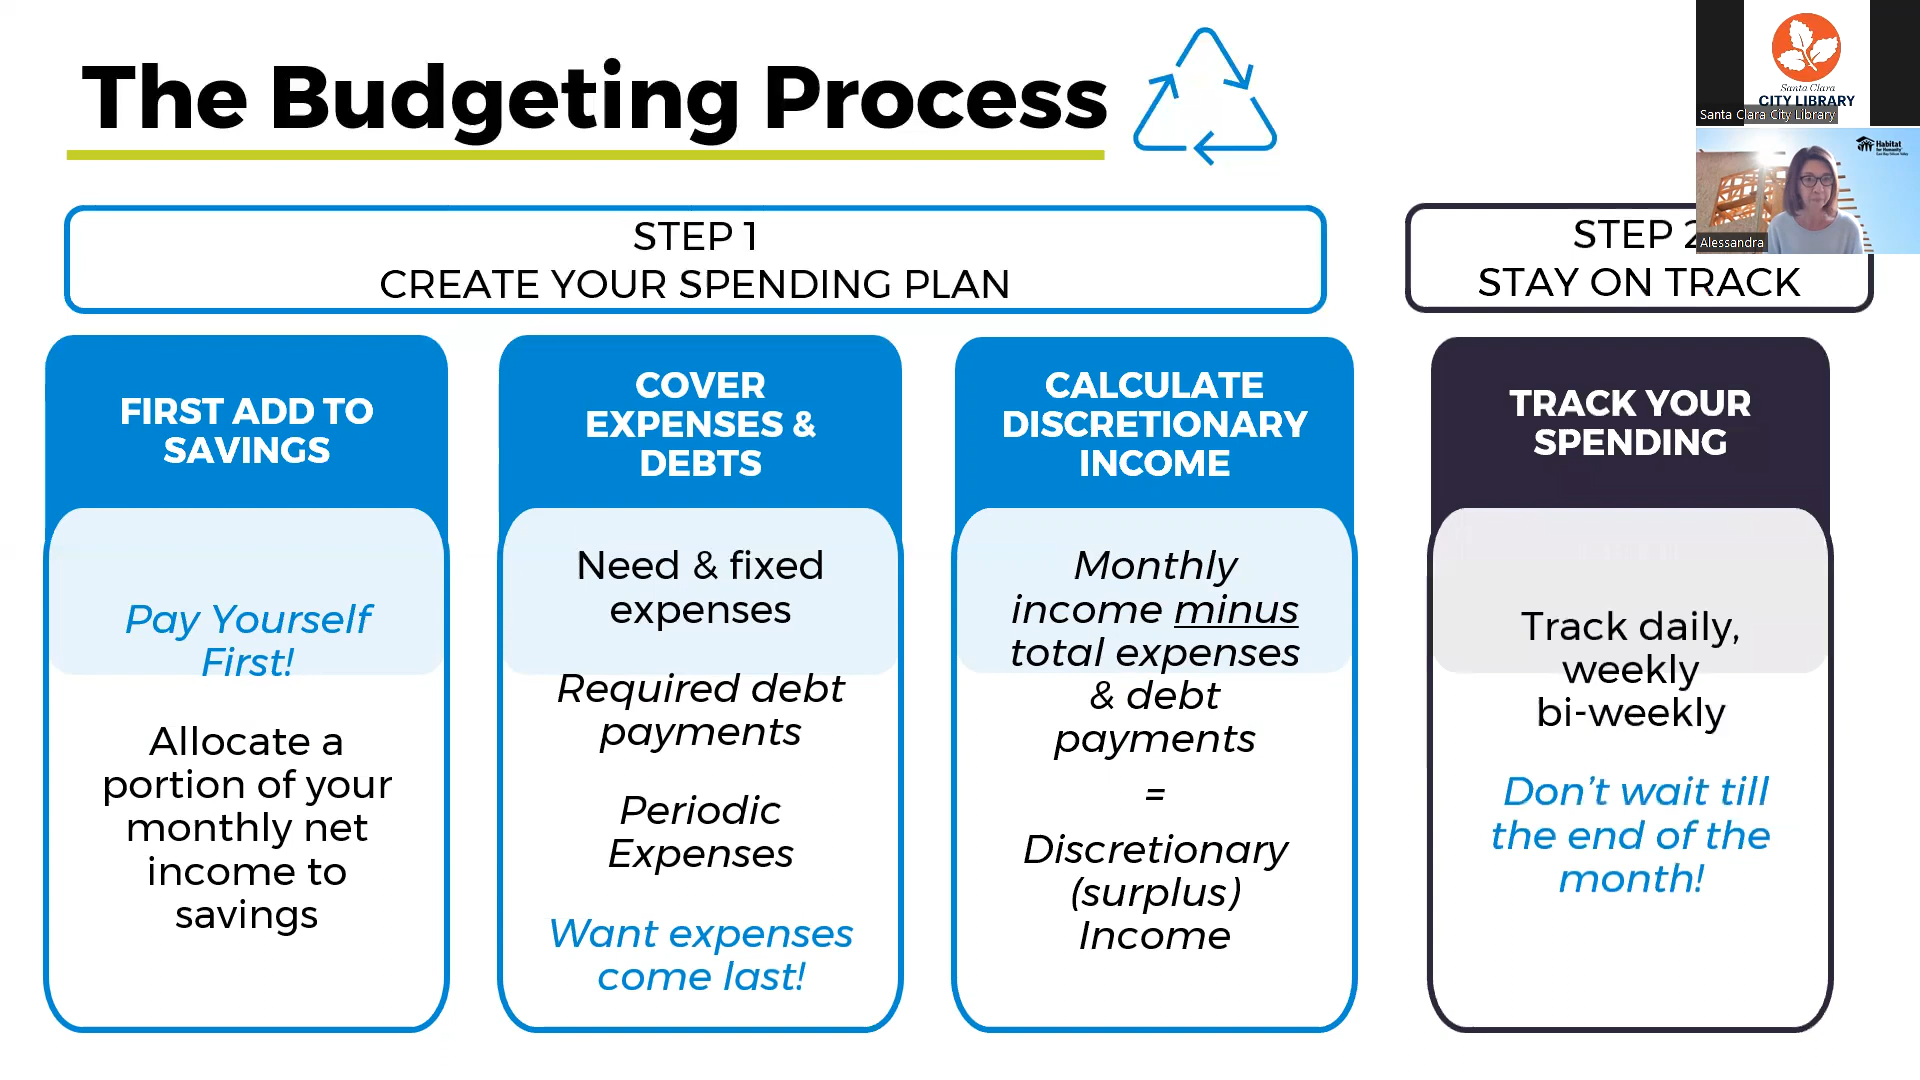 The Budgeting Process
Santa Clara
CITY LIBRARY
Santa Clara City Library
Habitat
for Humanity
Alessandra
STEP 1
CREATE YOUR SPENDING PLAN
STEP 2
STAY ON TRACK
FIRST ADD TO
SAVINGS
Pay Yourself
First!
Allocate a
portion of your
monthly net
income to
savings
COVER
EXPENSES &
DEBTS
Need & fixed
expenses
Required debt
payments
Periodic
Expenses
Want expenses
come last!
CALCULATE
DISCRETIONARY
INCOME
Monthly
income minus
total expenses
& debt
payments
=
Discretionary
(surplus)
Income
TRACK YOUR
SPENDING
Track daily,
weekly
bi-weekly
Don't wait till
the end of the
month!